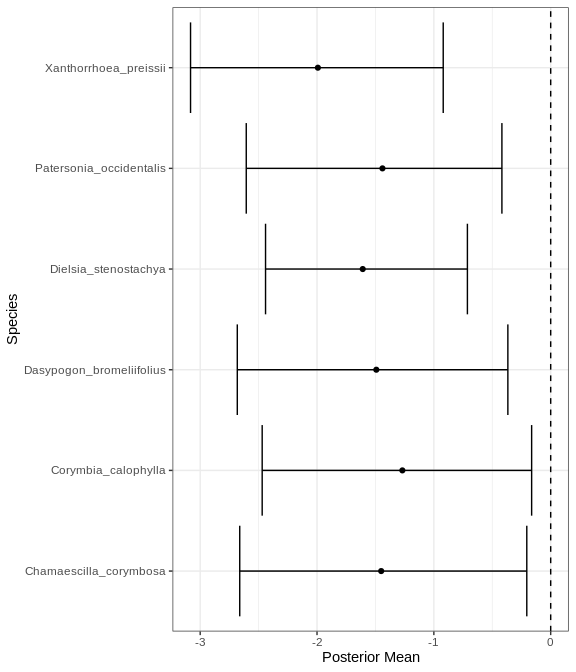 Species
Xanthorrhoea_preissii
Patersonia_occidentalis
Dielsia_stenostachya
Dasypogon_bromeliifolius
Corymbia_calophylla
Chamaescilla_corymbosa
-3 -2 -1 0
Posterior Mean